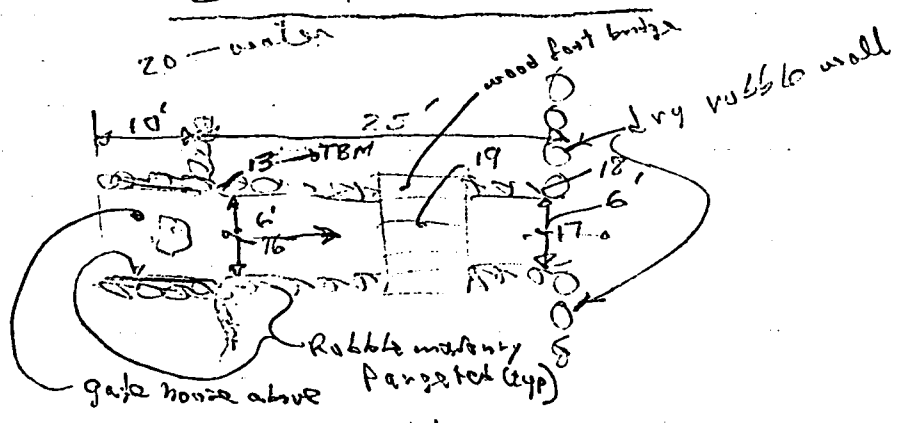 20 — water
wood foot bridge
dry rubble wall
10'
25'
13 → TBM
19
18
6'
6'
16
17
Rubble masonry
Pargeted (typ)
gate house above